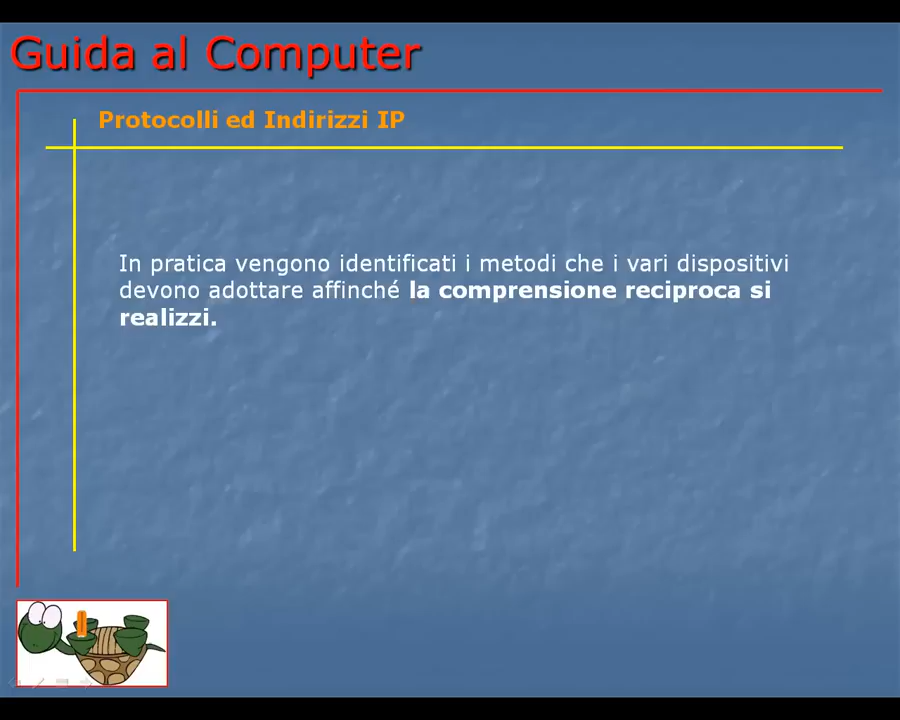 Guida al Computer
Protocolli ed Indirizzi IP
In pratica vengono identificati i metodi che i vari dispositivi
devono adottare affinché la comprensione reciproca si
realizzi.